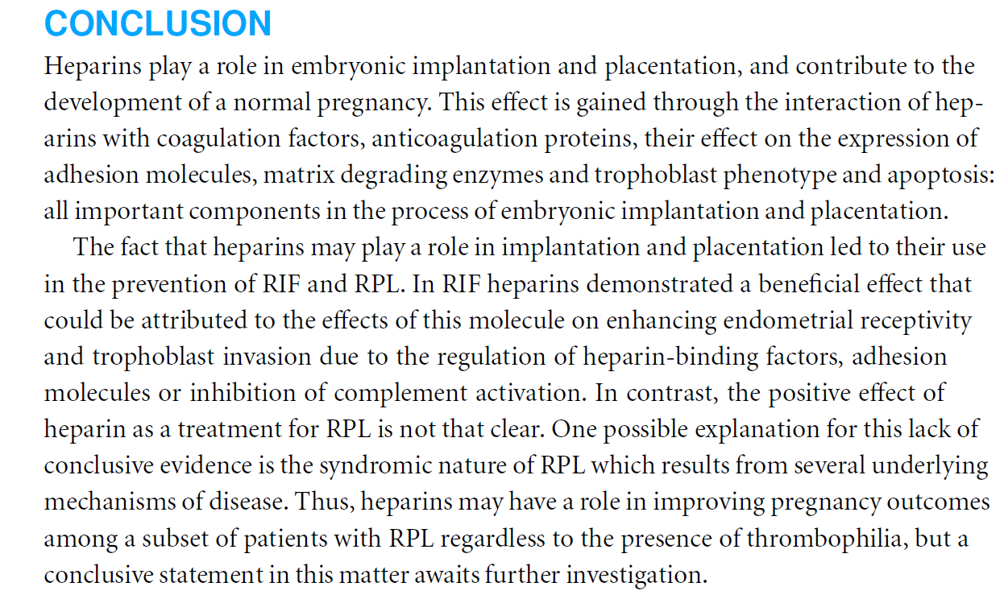 CONCLUSION
Heparins play a role in embryonic implantation and placentation, and contribute to the
development of a normal pregnancy. This effect is gained through the interaction of hep-
arins with coagulation factors, anticoagulation proteins, their effect on the expression of
adhesion molecules, matrix degrading enzymes and trophoblast phenotype and apoptosis:
all important components in the process of embryonic implantation and placentation.
The fact that heparins may play a role in implantation and placentation led to their use
in the prevention of RIF and RPL. In RIF heparins demonstrated a beneficial effect that
could be attributed to the effects of this molecule on enhancing endometrial receptivity
and trophoblast invasion due to the regulation of heparin-binding factors, adhesion
molecules or inhibition of complement activation. In contrast, the positive effect of
heparin as a treatment for RPL is not that clear. One possible explanation for this lack of
conclusive evidence is the syndromic nature of RPL which results from several underlying
mechanisms of disease. Thus, heparins may have a role in improving pregnancy outcomes
among a subset of patients with RPL regardless to the presence of thrombophilia, but a
conclusive statement in this matter awaits further investigation.